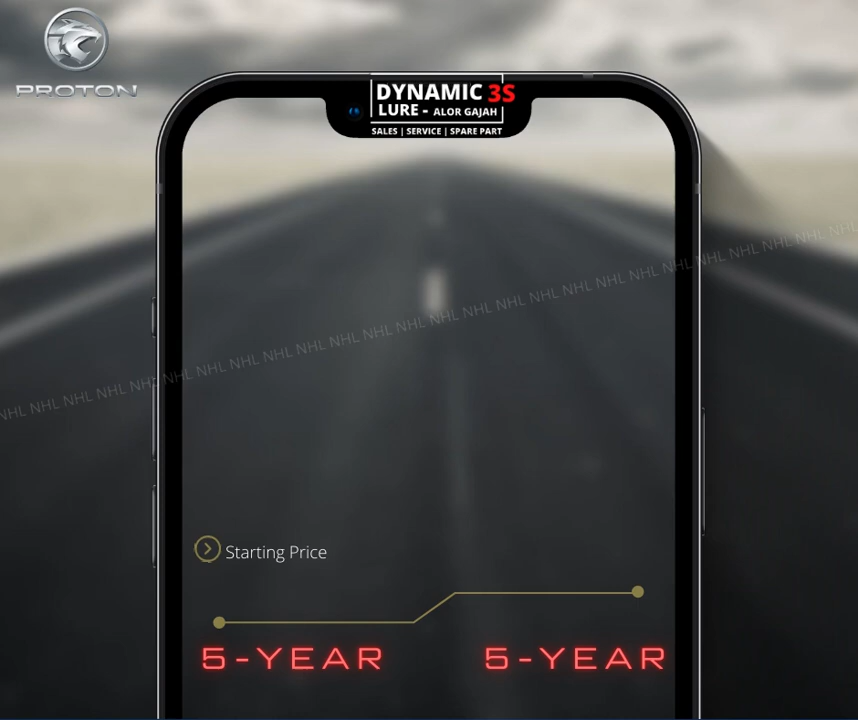 PROTON
DYNAMIC 3S
LURE - ALOR GAJAH
SALES | SERVICE | SPARE PART
NHL NHL NHL NHL NHL NHL NHL NHL NHL NHL NHL NHL NHL NHL NHL NHL NHL NHL NHL NHL NHL NHL NHL NHL NHL NHL
Starting Price
5-YEAR 5-YEAR